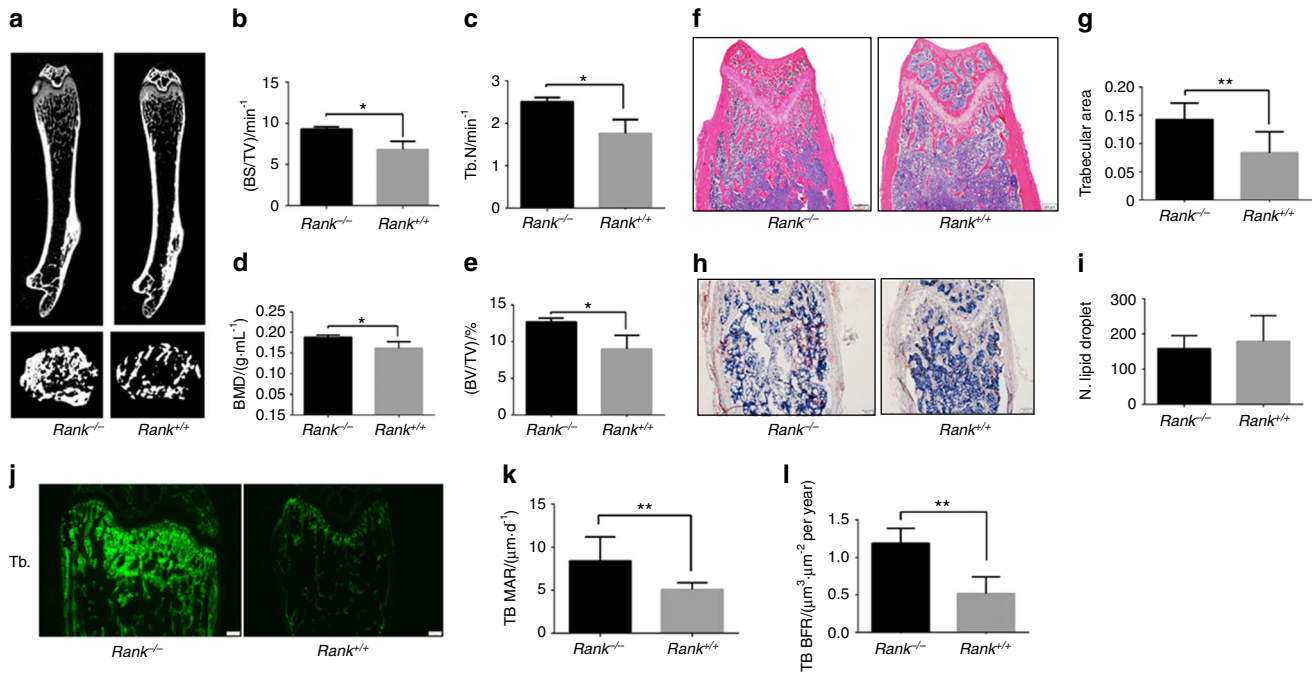 a
Rank–/–
Rank+/+
b
(BS/TV)/min-1
15
10
5
0
*
Rank–/–
Rank+/+
c
Tb.N/min-1
3
2
1
0
*
Rank–/–
Rank+/+
d
BMD/(g·mL-1)
0.25
0.20
0.15
0.10
0.15
*
Rank–/–
Rank+/+
e
(BV/TV)/%
15
10
5
0
*
Rank–/–
Rank+/+
f
Rank–/–
Rank+/+
g
Trabecular area
0.20
0.15
0.10
0.05
0
**
Rank–/–
Rank+/+
h
Rank–/–
Rank+/+
i
N. lipid droplet
300
200
100
0
Rank–/–
Rank+/+
j
Tb.
Rank–/–
Rank+/+
k
TB MAR/(μm·d-1)
15
10
5
0
**
Rank–/–
Rank+/+
l
TB BFR/(μm3·μm-2 per year)
1.5
1.0
0.5
0.0
**
Rank–/–
Rank+/+